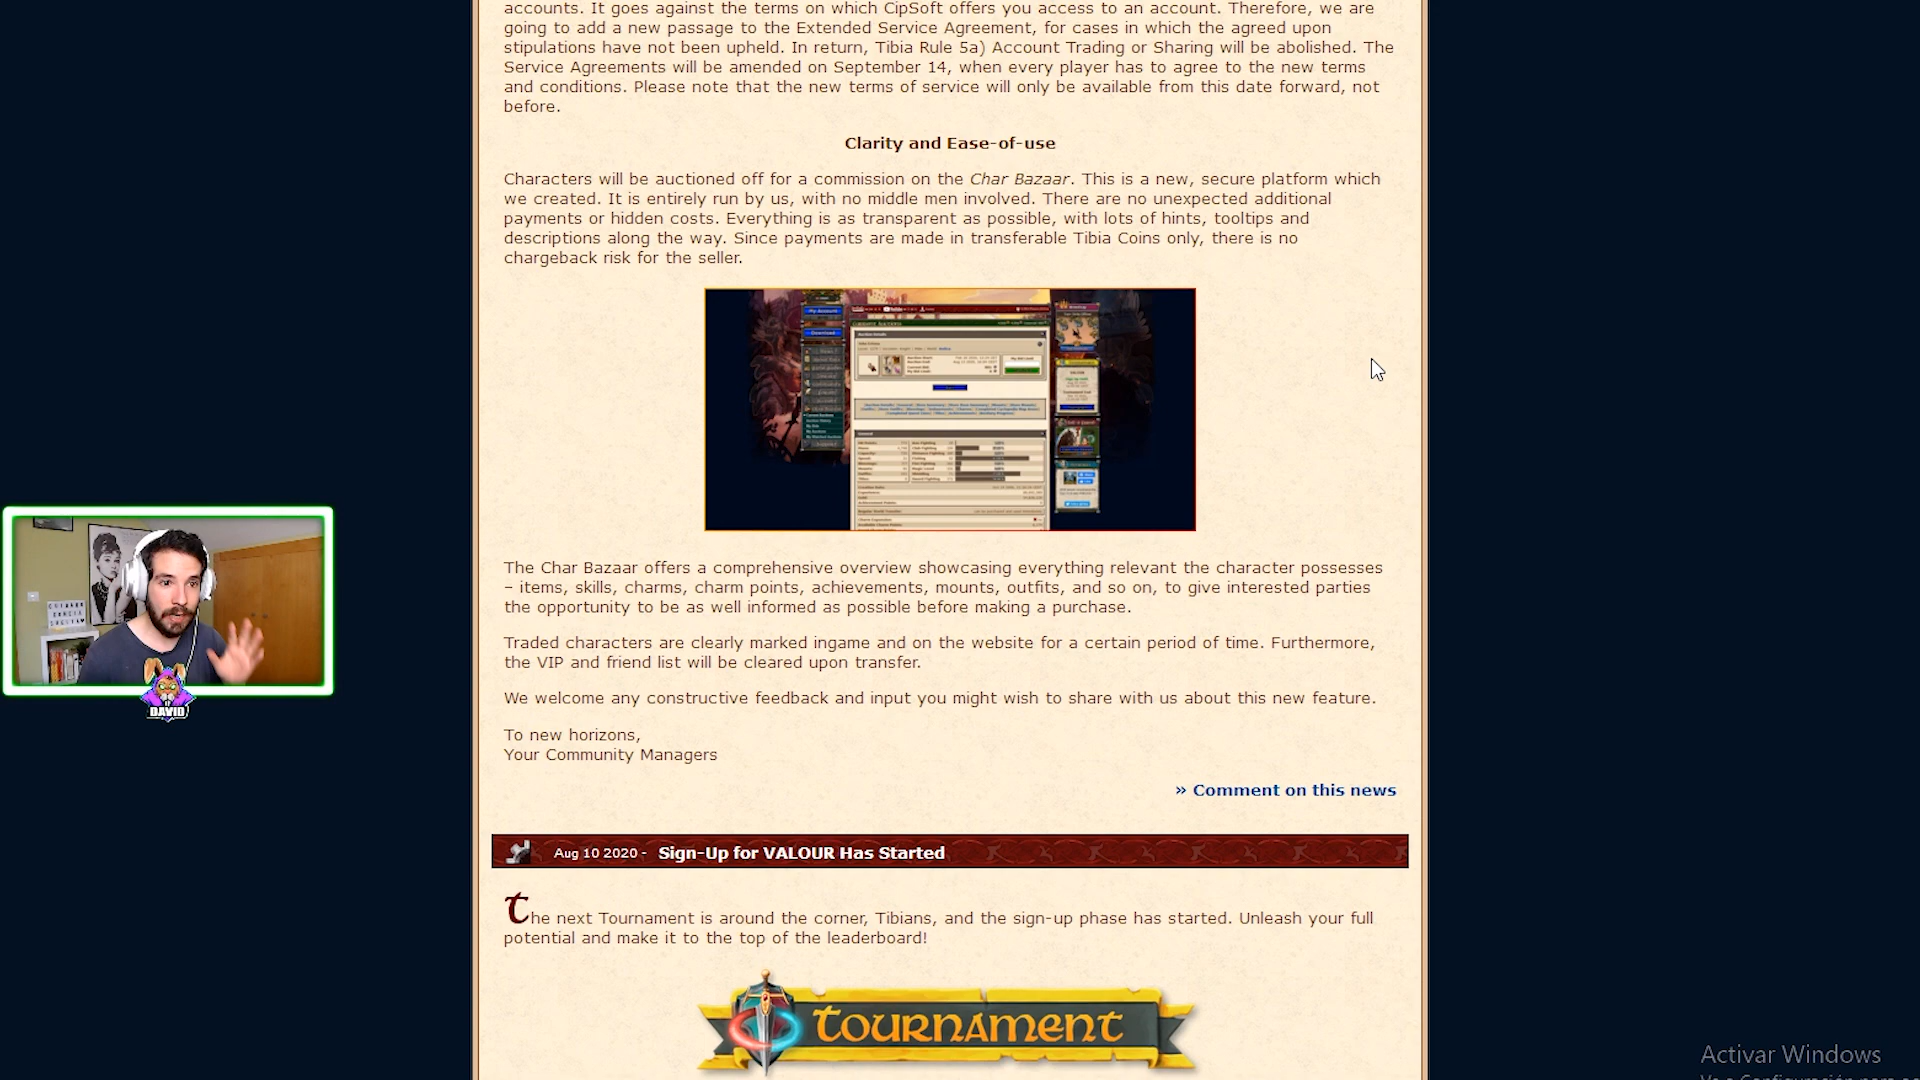 accounts. It goes against the terms on which CipSoft offers you access to an account. Therefore, we are
going to add a new passage to the Extended Service Agreement, for cases in which the agreed upon
stipulations have not been upheld. In return, Tibia Rule 5a) Account Trading or Sharing will be abolished. The
Service Agreements will be amended on September 14, when every player has to agree to the new terms
and conditions. Please note that the new terms of service will only be available from this date forward, not
before.
Clarity and Ease-of-use
Characters will be auctioned off for a commission on the Char Bazaar. This is a new, secure platform which
we created. It is entirely run by us, with no middle men involved. There are no unexpected additional
payments or hidden costs. Everything is as transparent as possible, with lots of hints, tooltips and
descriptions along the way. Since payments are made in transferable Tibia Coins only, there is no
chargeback risk for the seller.
The Char Bazaar offers a comprehensive overview showcasing everything relevant the character possesses
– items, skills, charms, charm points, achievements, mounts, outfits, and so on, to give interested parties
the opportunity to be as well informed as possible before making a purchase.
Traded characters are clearly marked ingame and on the website for a certain period of time. Furthermore,
the VIP and friend list will be cleared upon transfer.
We welcome any constructive feedback and input you might wish to share with us about this new feature.
To new horizons,
Your Community Managers
» Comment on this news
Aug 10 2020 - Sign-Up for VALOUR Has Started
The next Tournament is around the corner, Tibians, and the sign-up phase has started. Unleash your full
potential and make it to the top of the leaderboard!
TOURNAMENT
DAVID
Activar Windows